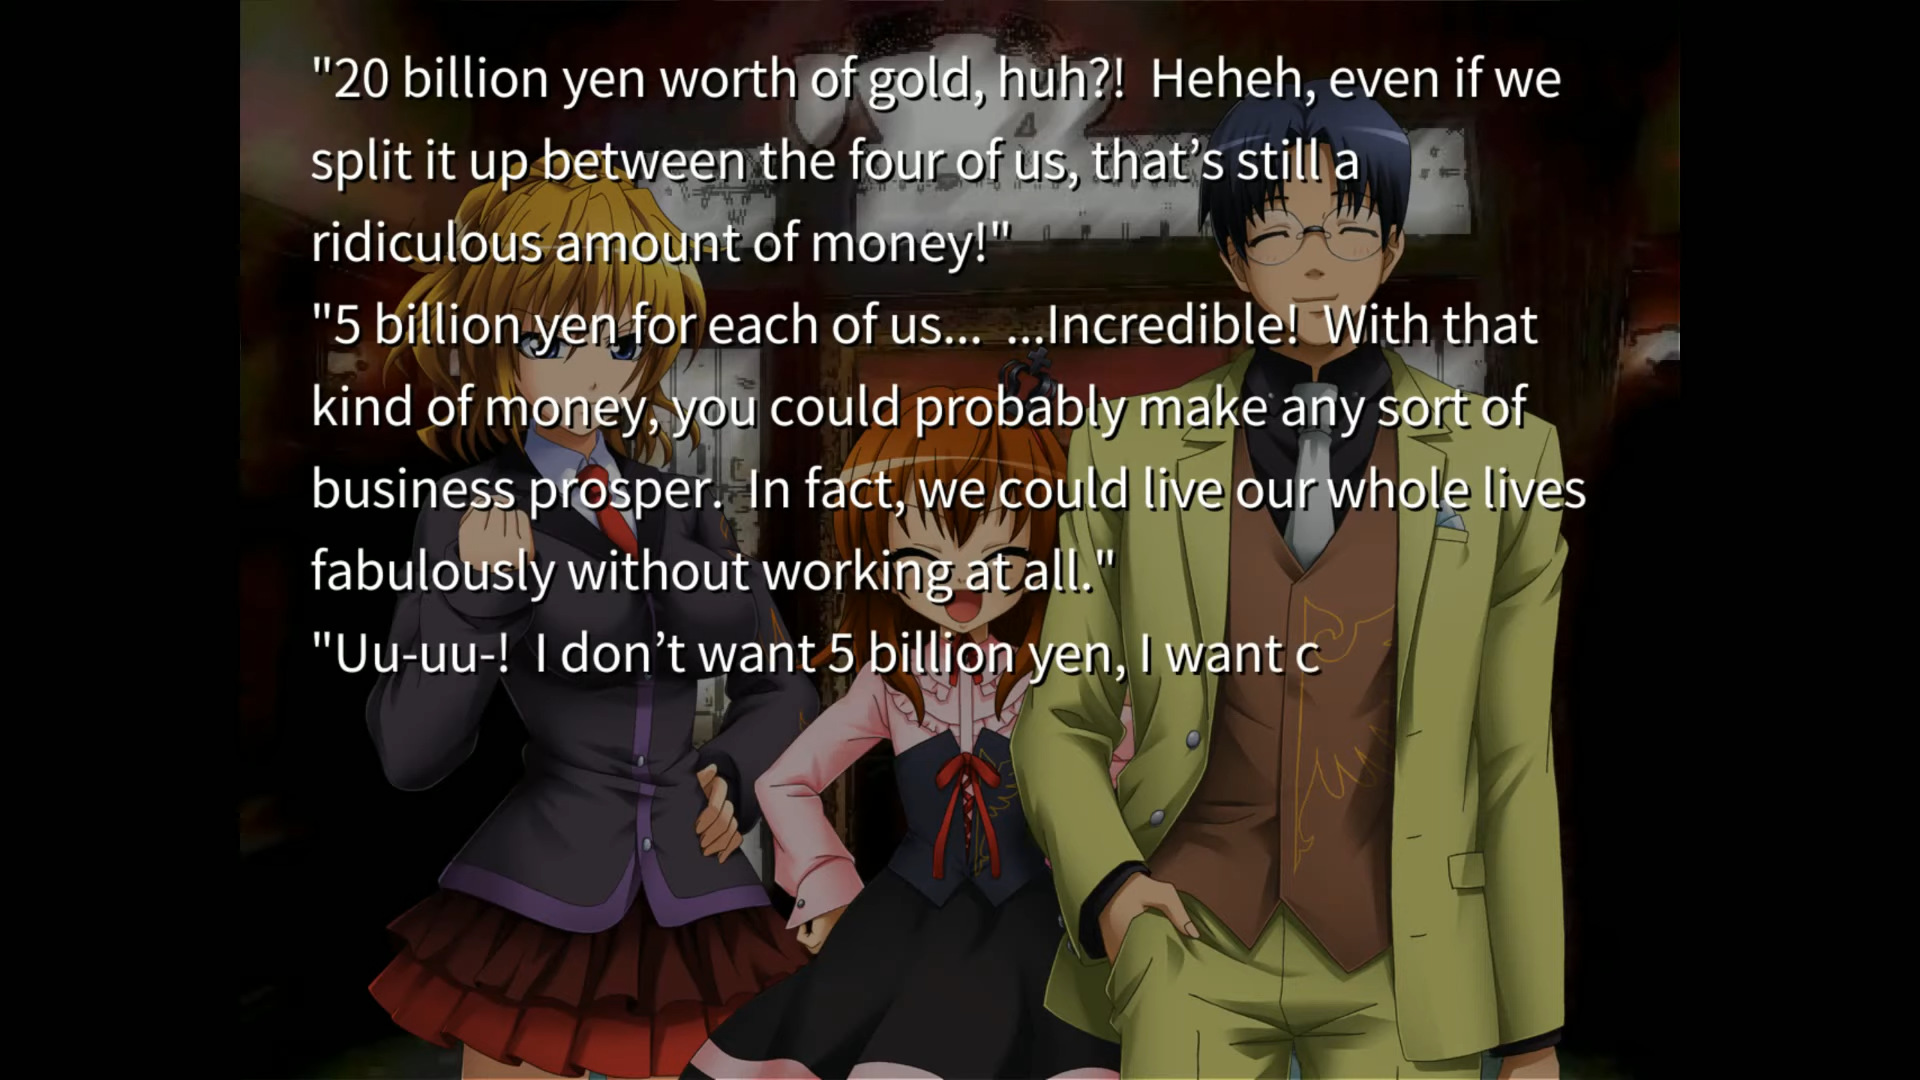 "20 billion yen worth of gold, huh?!  Heheh, even if we
split it up between the four of us, that’s still a
ridiculous amount of money!"
"5 billion yen for each of us...  ...Incredible!  With that
kind of money, you could probably make any sort of
business prosper.  In fact, we could live our whole lives
fabulously without working at all."
"Uu-uu-!  I don’t want 5 billion yen, I want c